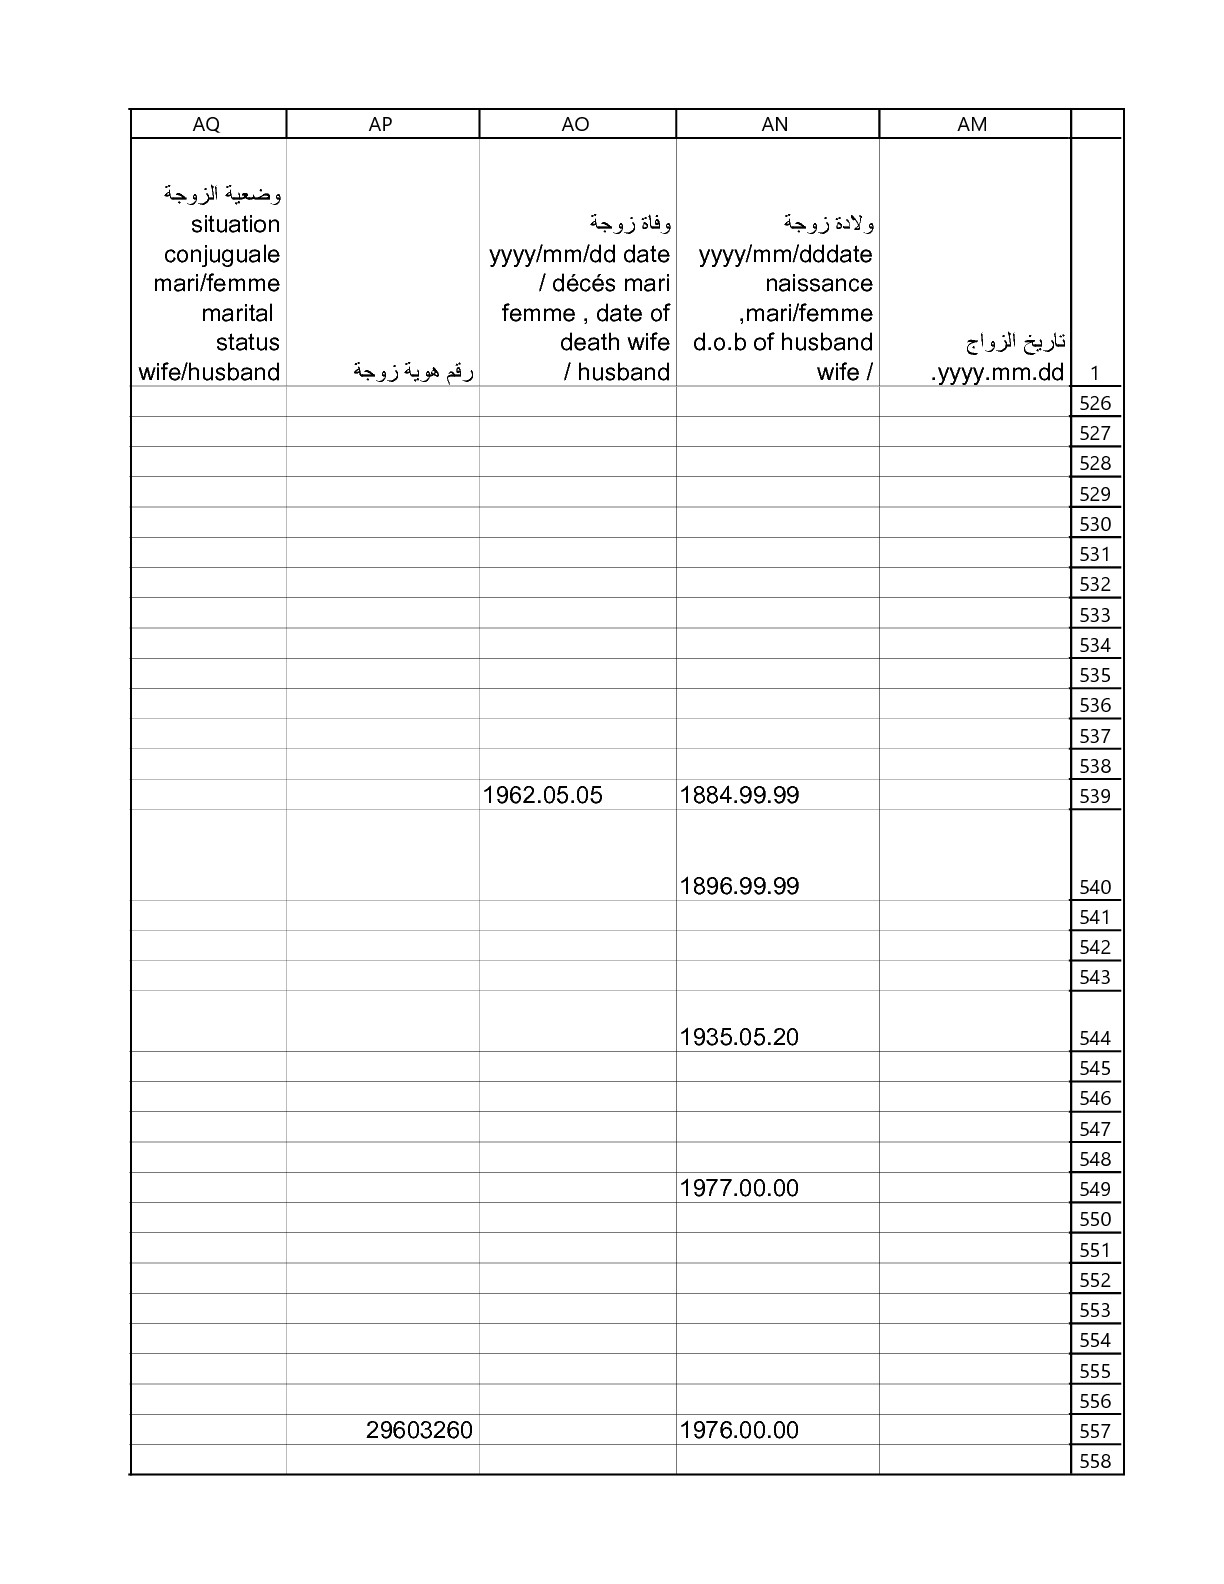 AQ AP AO AN AM
وضعية الزوجة
situation
conjuguale
mari/femme
marital
status
wife/husband
رقم هوية زوجة
وفاة زوجة
yyyy/mm/dd date
/ décés mari
femme , date of
death wife
/ husband
ولادة زوجة
yyyy/mm/dddate
naissance
,mari/femme
d.o.b of husband
wife /
تاريخ الزواج
.yyyy.mm.dd
1
526
527
528
529
530
531
532
533
534
535
536
537
538
1962.05.05 1884.99.99 539
1896.99.99 540
541
542
543
1935.05.20 544
545
546
547
548
1977.00.00 549
550
551
552
553
554
555
556
29603260 1976.00.00 557
558